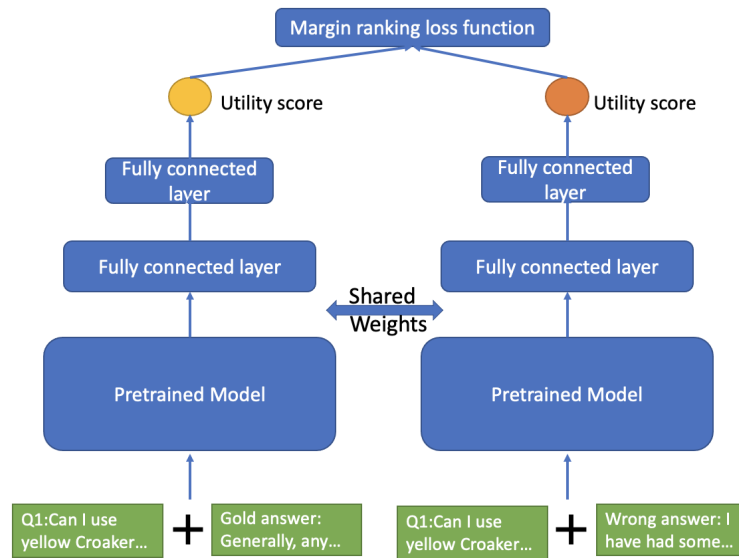 Margin ranking loss function
Utility score
Utility score
Fully connected
layer
Fully connected
layer
Fully connected layer
Fully connected layer
Shared
Weights
Pretrained Model
Pretrained Model
Q1:Can I use
yellow Croaker...
+
Gold answer:
Generally, any...
Q1:Can I use
yellow Croaker...
+
Wrong answer: I
have had some...